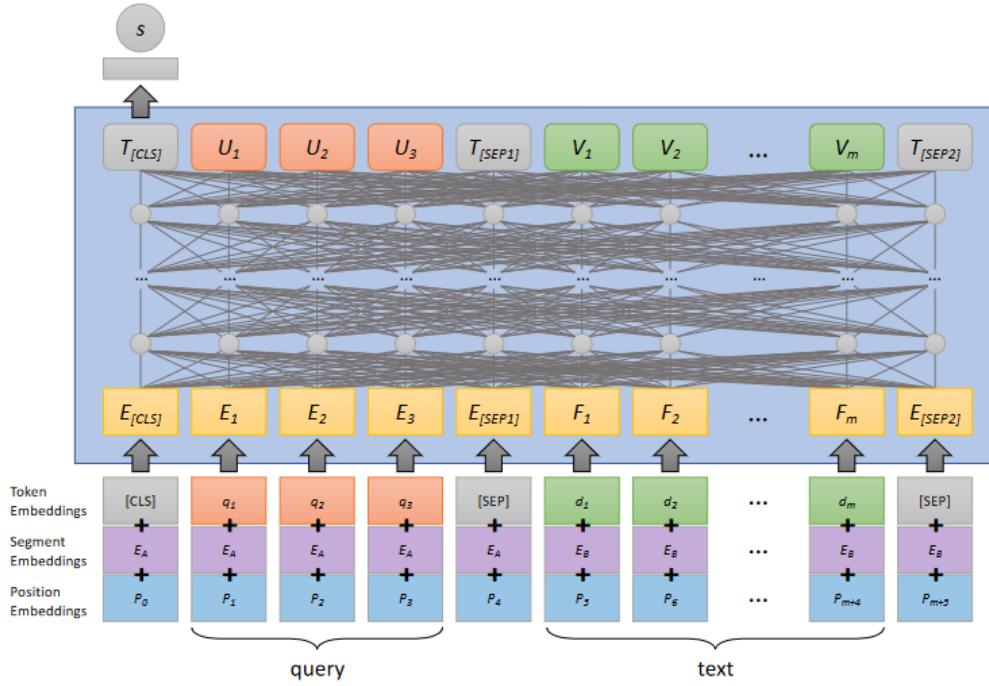 s
T[CLS] U1 U2 U3 T[SEP1] V1 V2 ... Vm T[SEP2]
... ... ... ... ... ... ... ... ... ...
E[CLS] E1 E2 E3 E[SEP1] F1 F2 ... Fm E[SEP2]
Token
Embeddings
[CLS] q1 q2 q3 [SEP] d1 d2 ... dm [SEP]
+ + + + + + + + +
Segment
Embeddings
EA EA EA EA EA EB EB ... EB EB
+ + + + + + + + +
Position
Embeddings
P0 P1 P2 P3 P4 P5 P6 ... Pm+4 Pm+5
query text